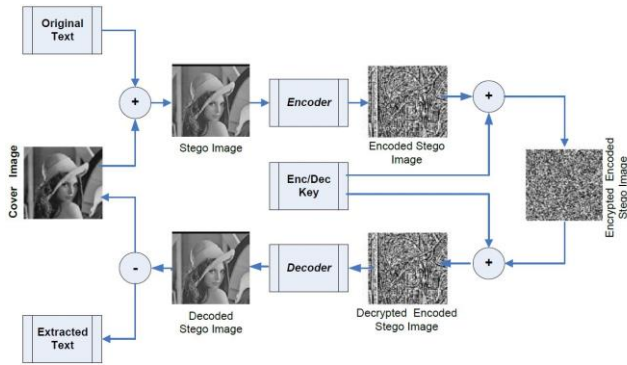 Original
Text
+
Stego Image
Encoder
Encoded Stego
Image
+
Cover Image
Enc/Dec
Key
Encrypted Encoded
Stego Image
-
Decoded
Stego Image
Decoder
Decrypted Encoded
Stego Image
+
Extracted
Text